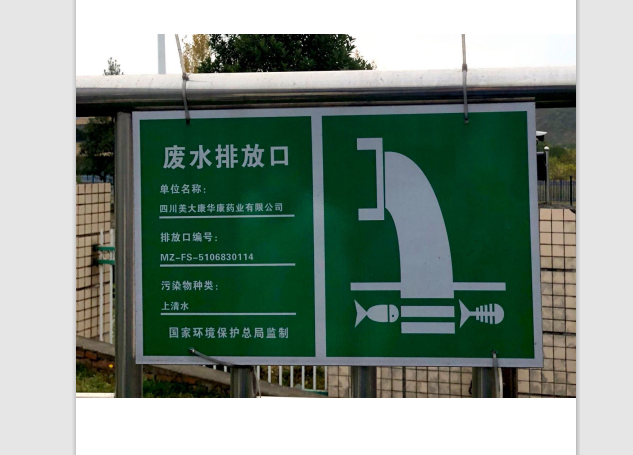 废水排放口
单位名称：
四川美大康华康药业有限公司
排放口编号：
MZ-FS-5106830114
污染物种类：
上清水
国家环境保护总局监制